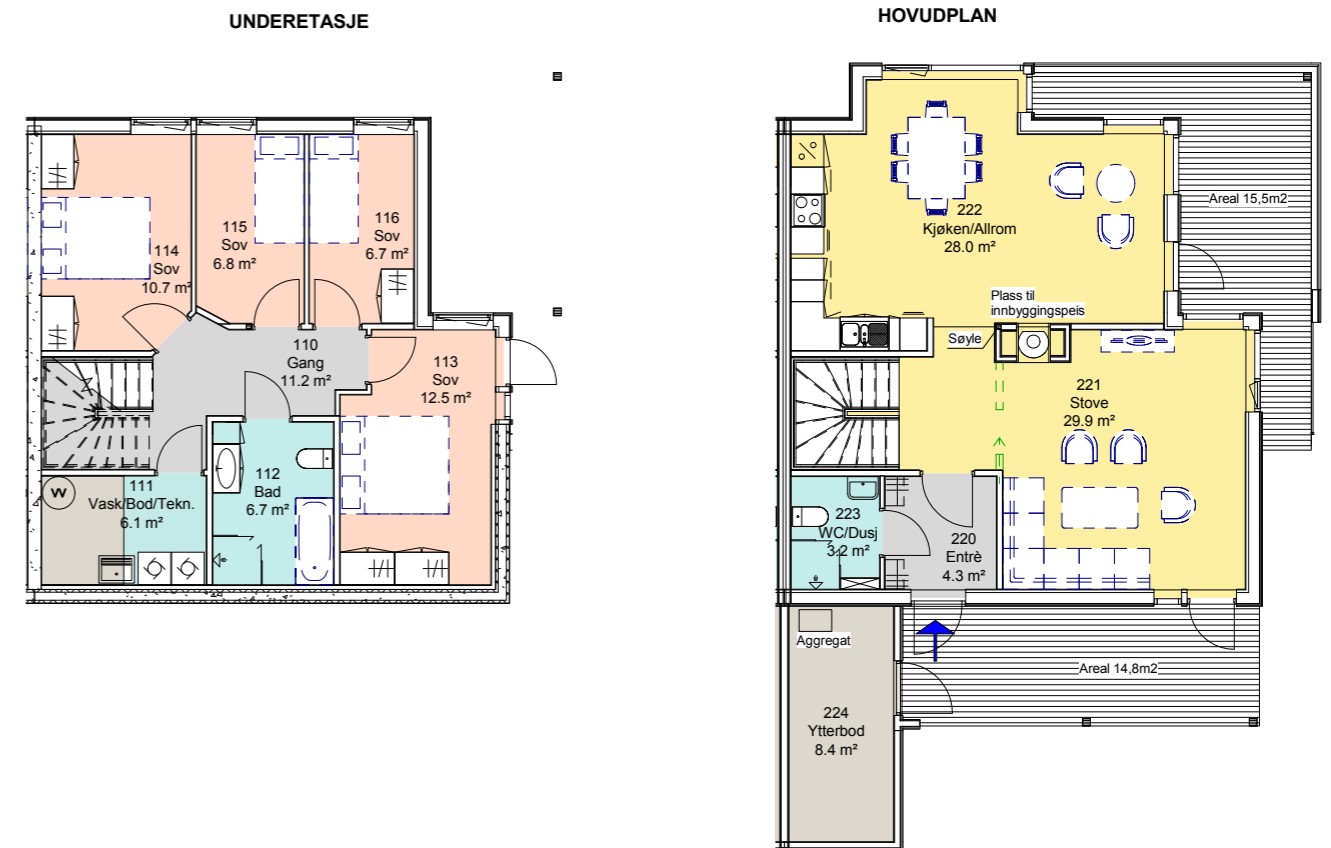 UNDERETASJE
HOVUDPLAN
114
Sov
10.7 m²
115
Sov
6.8 m²
116
Sov
6.7 m²
110
Gang
11.2 m²
113
Sov
12.5 m²
111
Vask/Bod/Tekn.
6.1 m²
W
112
Bad
6.7 m²
222
Kjøken/Allrom
28.0 m²
Areal 15,5m2
Plass til
innbyggingspeis
Søyle
221
Stove
29.9 m²
223
WC/Dusj
3.2 m²
220
Entrè
4.3 m²
Aggregat
Areal 14,8m2
224
Ytterbod
8.4 m²